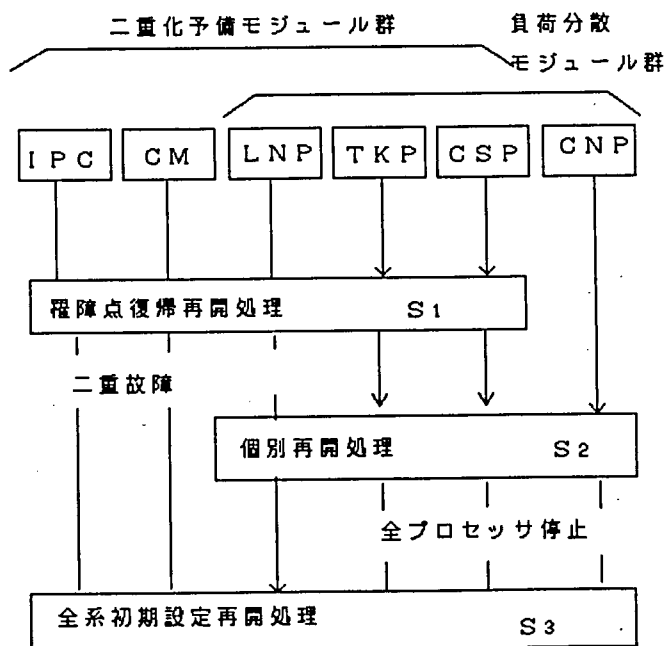 二重化予備モジュール群
負荷分散
モジュール群
IPC
CM
LNP
TKP
CSP
CNP
罹障点復帰再開処理 S1
二重故障
個別再開処理 S2
全プロセッサ停止
全系初期設定再開処理 S3